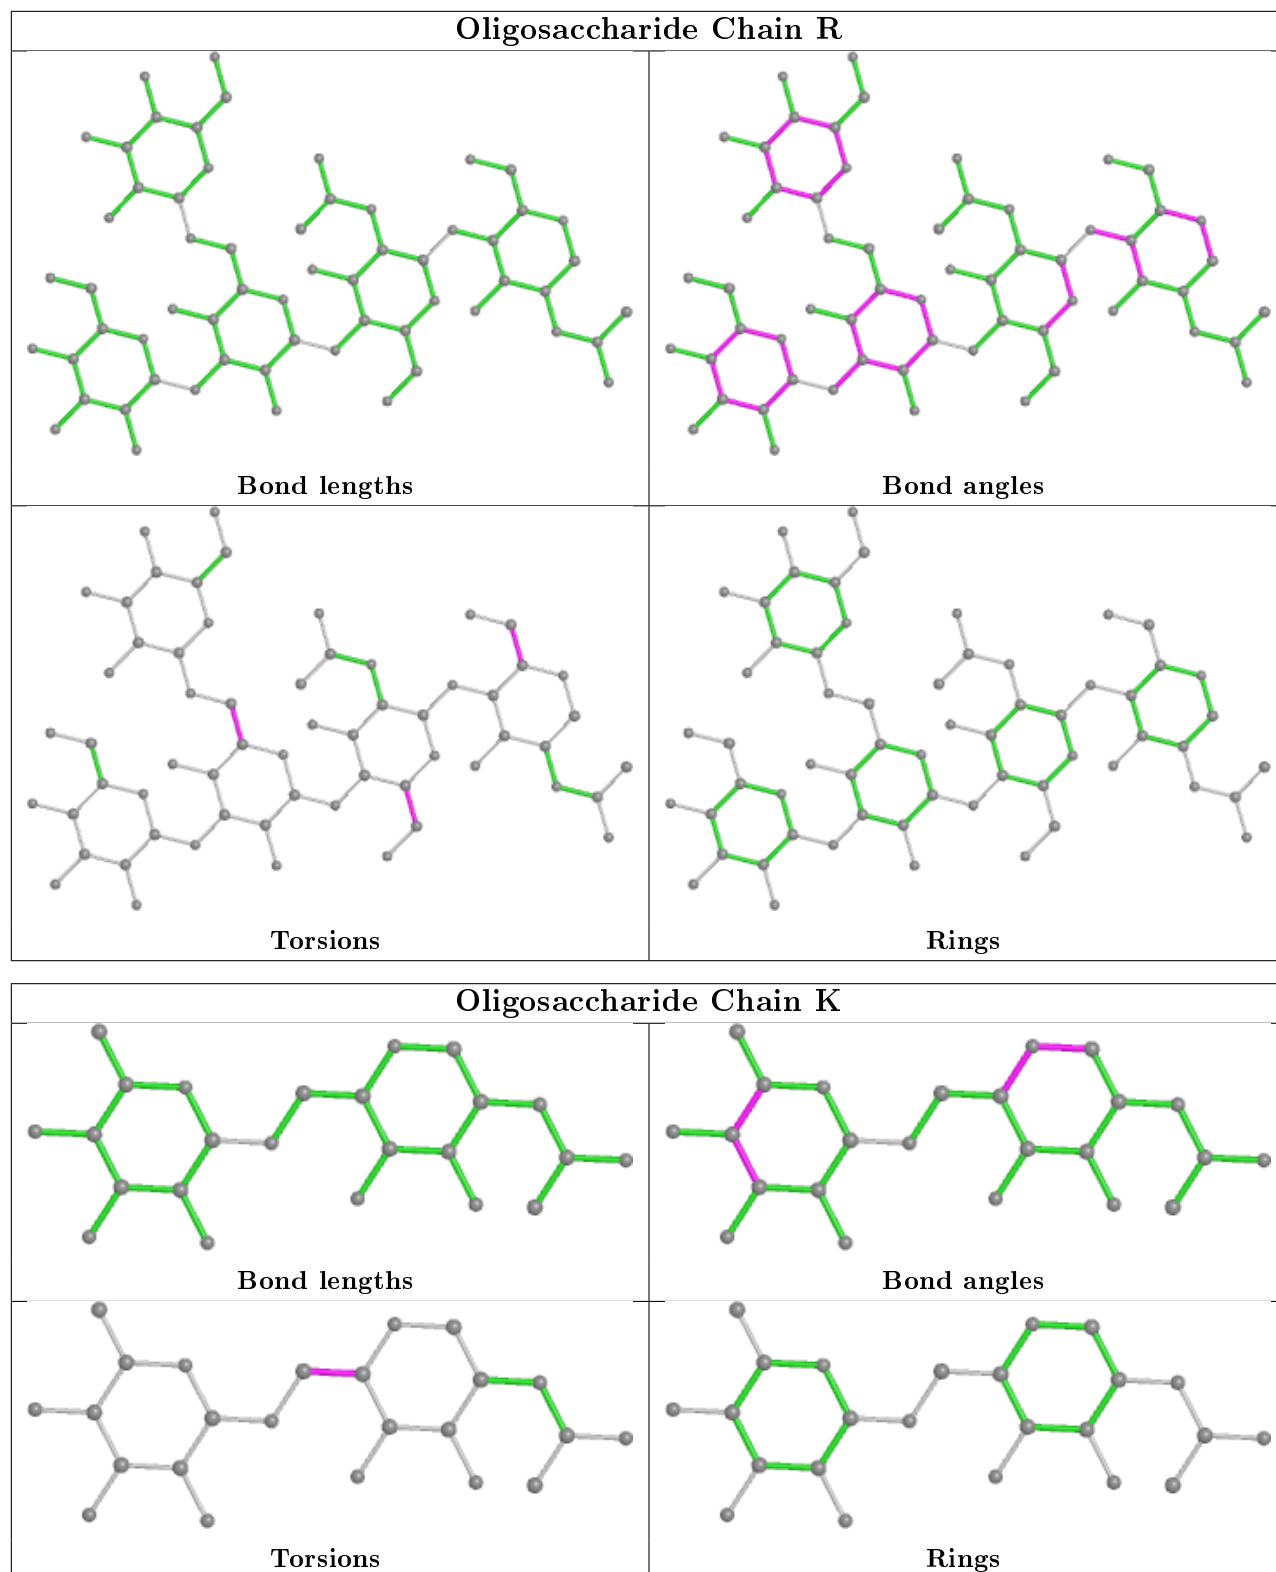 Oligosaccharide Chain R
Bond lengths
Bond angles
Torsions
Rings
Oligosaccharide Chain K
Bond lengths
Bond angles
Torsions
Rings